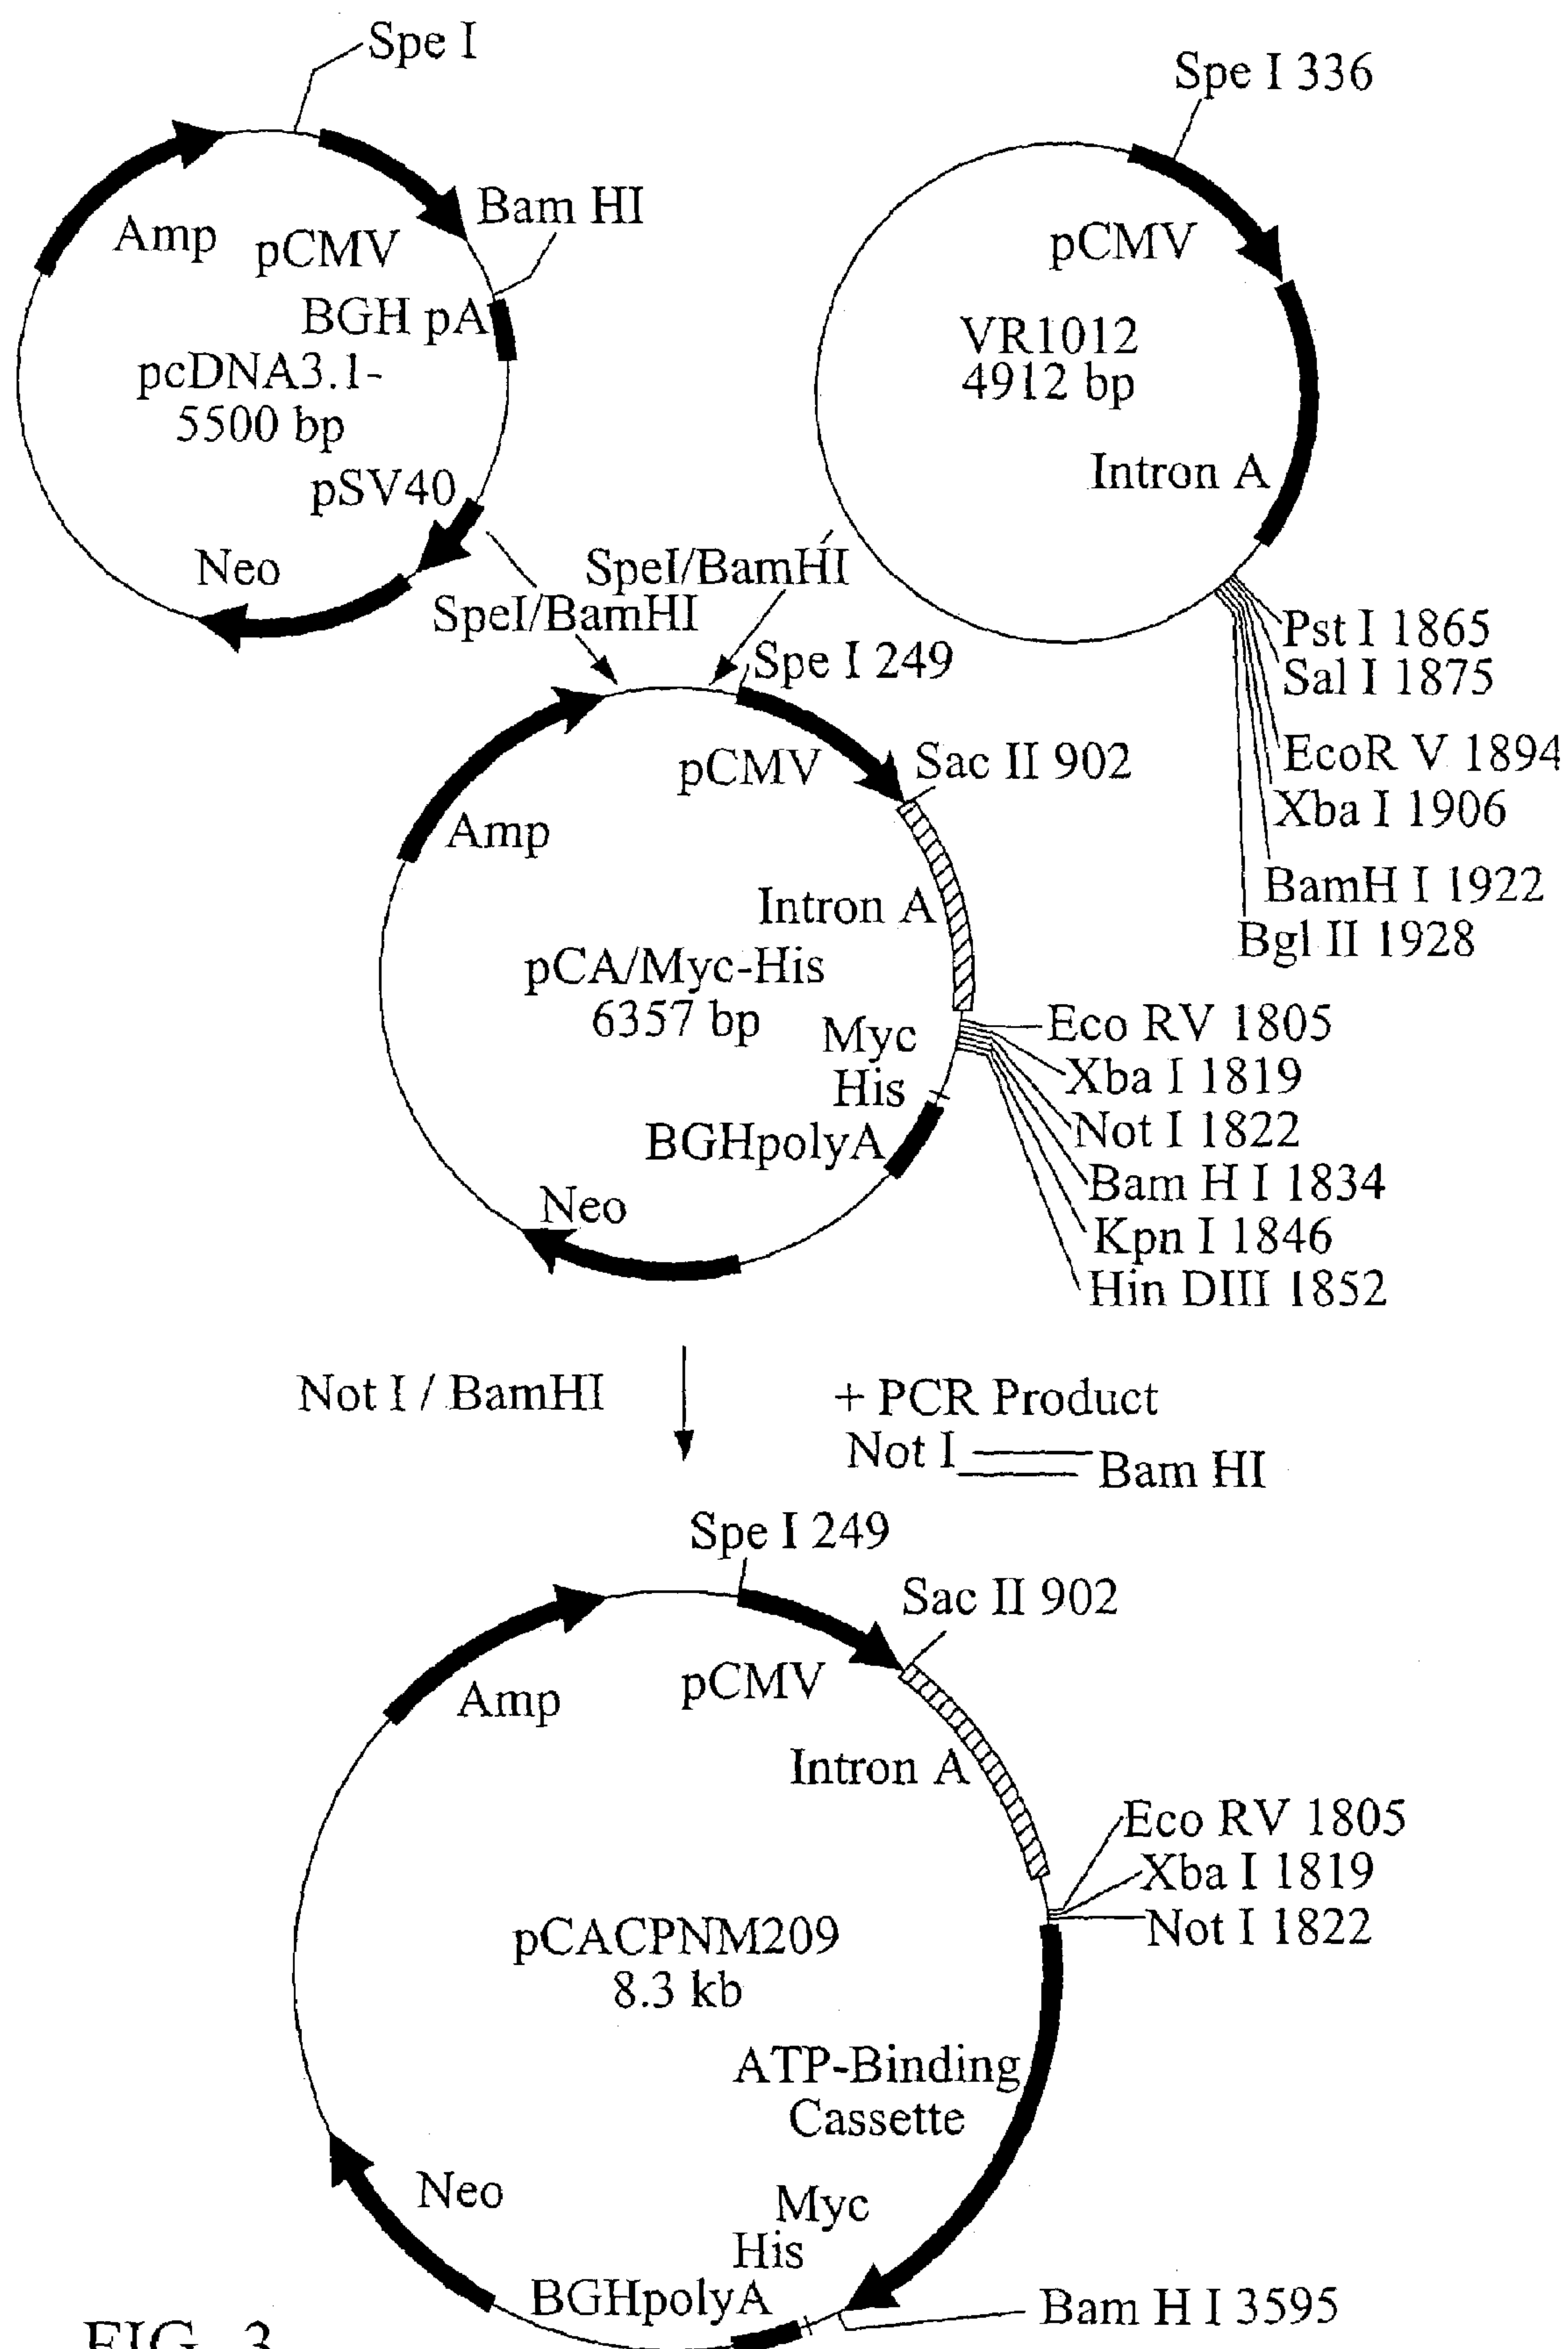 Spe I
Amp
pCMV
Bam HI
BGH pA
pcDNA3.1-
5500 bp
pSV40
Neo
SpeI/BamHI
Spe I 336
pCMV
VR1012
4912 bp
Intron A
SpeI/BamHI
Pst I 1865
Sal I 1875
EcoR V 1894
Xba I 1906
BamH I 1922
Bgl II 1928
Spe I 249
pCMV
Sac II 902
Amp
Intron A
pCA/Myc-His
6357 bp
Myc
His
BGHpolyA
Neo
Eco RV 1805
Xba I 1819
Not I 1822
Bam H I 1834
Kpn I 1846
Hin DIII 1852
Not I / BamHI
+ PCR Product
Not I Bam HI
Spe I 249
Sac II 902
Amp
pCMV
Intron A
Eco RV 1805
Xba I 1819
Not I 1822
pCACPNM209
8.3 kb
ATP-Binding
Cassette
Neo
Myc
His
BGHpolyA
Bam H I 3595
FIG. 3